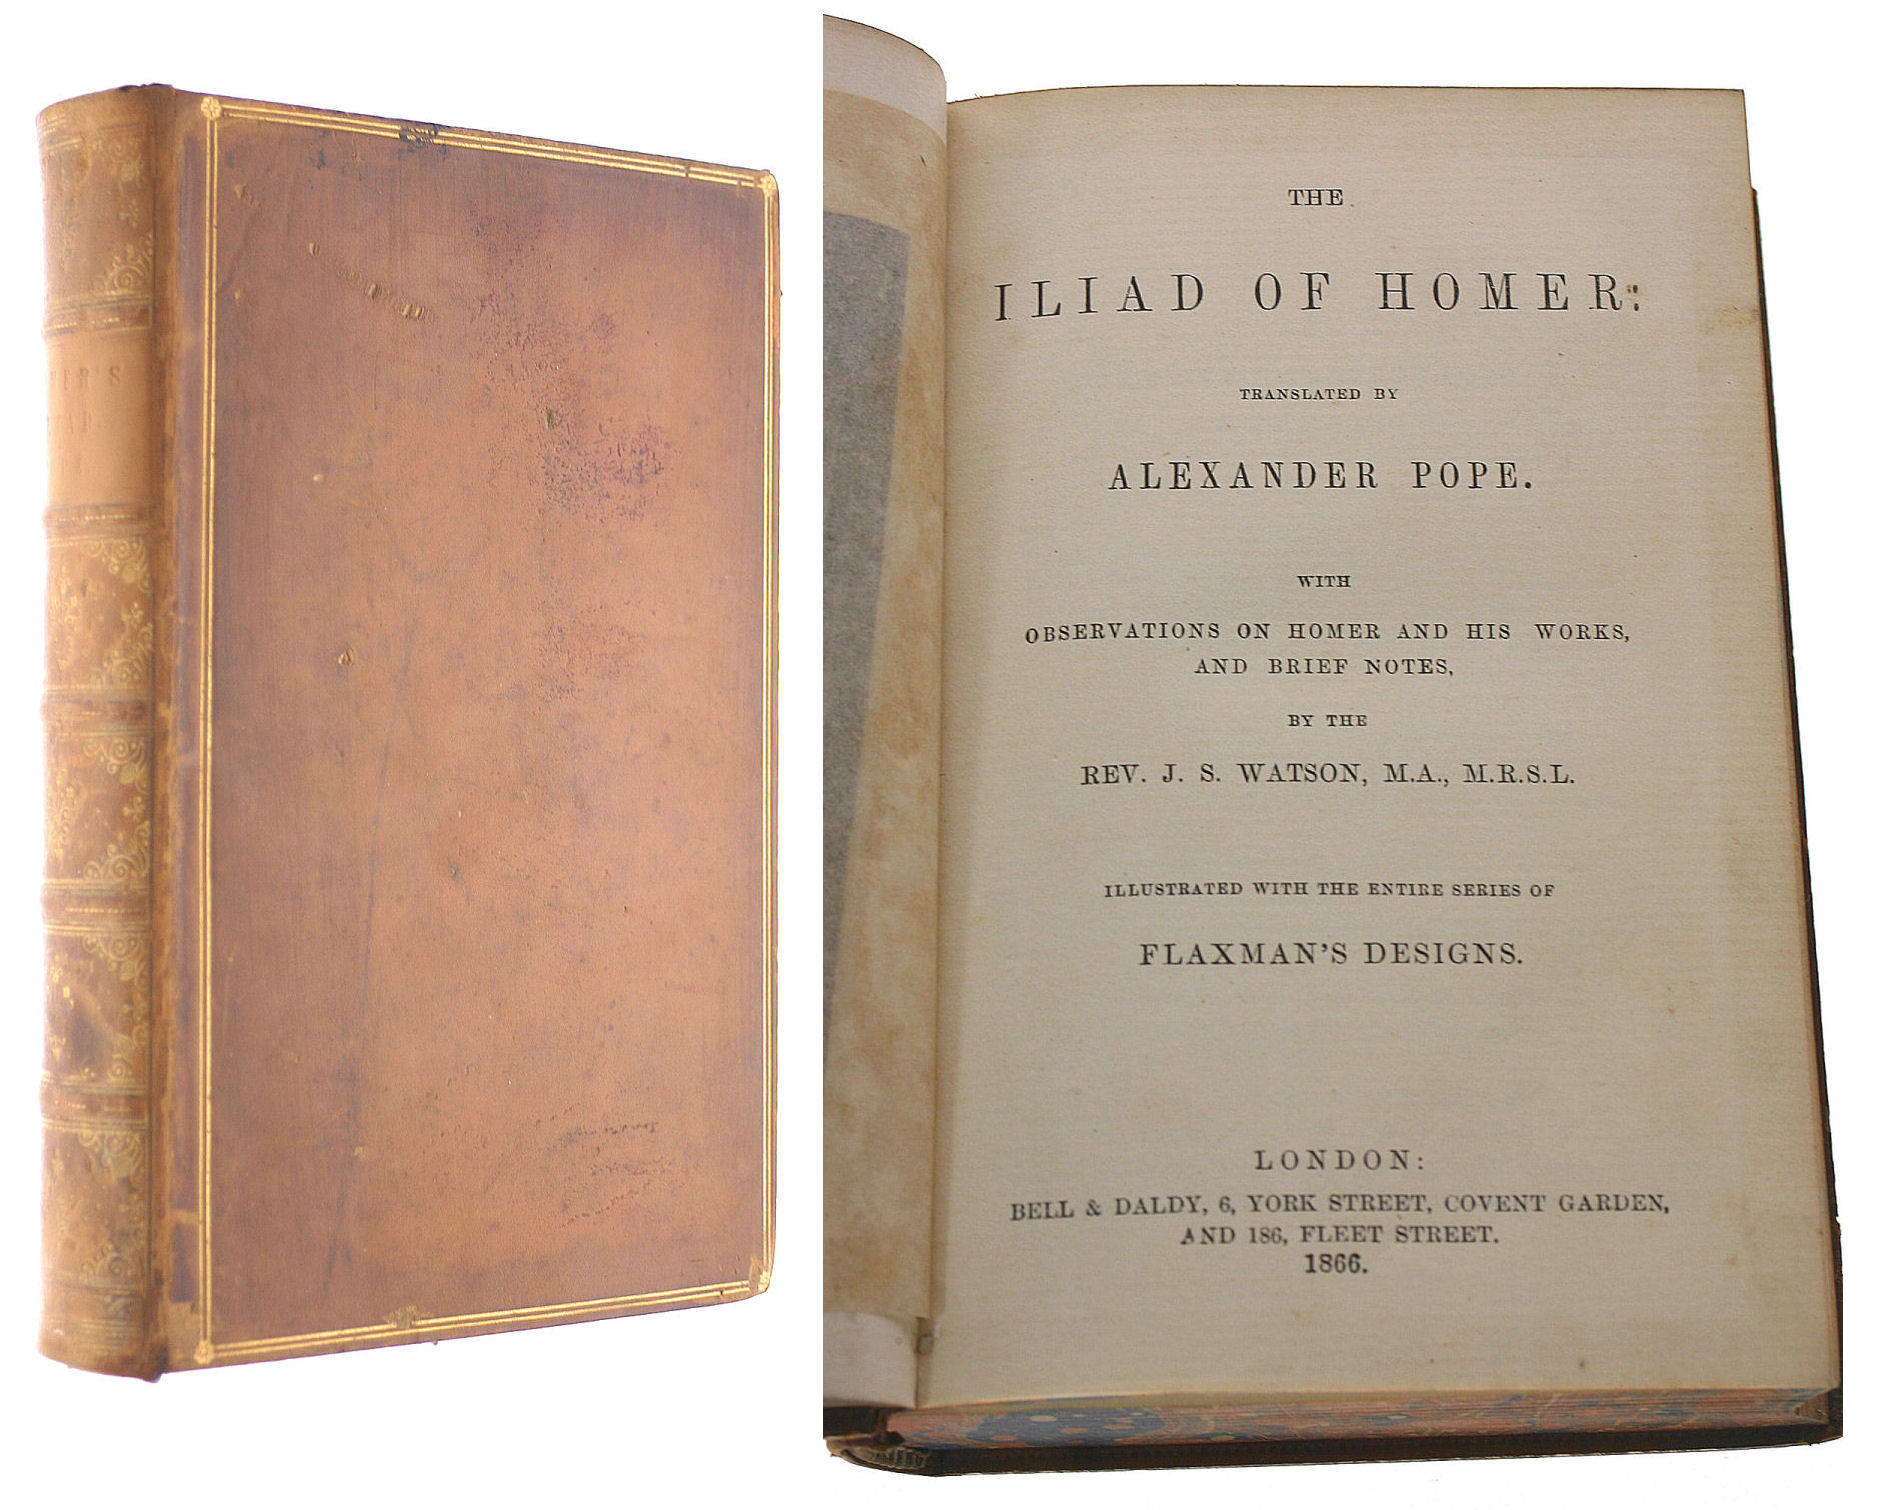 THE
ILIAD OF HOMER:
TRANSLATED BY
ALEXANDER POPE.
WITH
OBSERVATIONS ON HOMER AND HIS WORKS,
AND BRIEF NOTES,
BY THE
REV. J. S. WATSON, M.A., M.R.S.L.
ILLUSTRATED WITH THE ENTIRE SERIES OF
FLAXMAN'S DESIGNS.
LONDON:
BELL & DALDY, 6, YORK STREET, COVENT GARDEN,
AND 186, FLEET STREET.
1866.